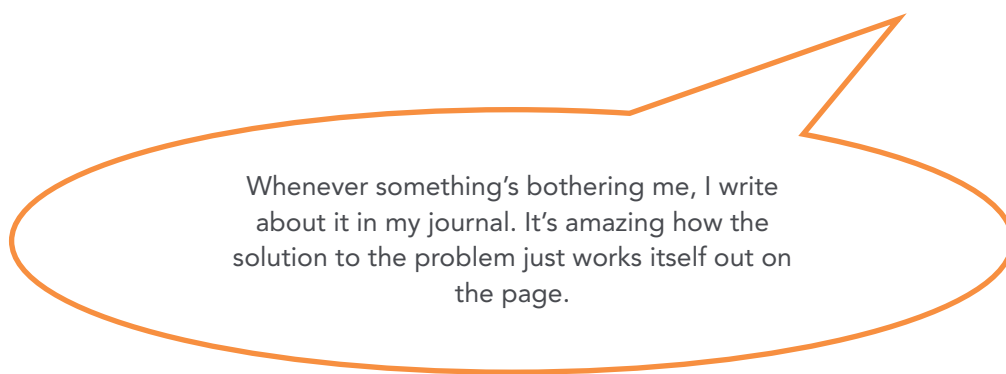 Whenever something’s bothering me, I write
about it in my journal. It’s amazing how the
solution to the problem just works itself out on
the page.